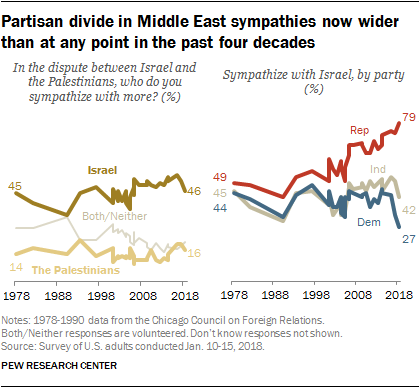 Partisan divide in Middle East sympathies now wider
than at any point in the past four decades
In the dispute between Israel and
the Palestinians, who do you
sympathize with more? (%)
45
Israel
46
Both/Neither
14
The Palestinians
16
1978 1988 1998 2008 2018
Sympathize with Israel, by party
(%)
79
Rep
49
45
44
Ind
42
Dem
27
1978 1988 1998 2008 2018
Notes: 1978-1990 data from the Chicago Council on Foreign Relations.
Both/Neither responses are volunteered. Don't know responses not shown.
Source: Survey of U.S. adults conducted Jan. 10-15, 2018.
PEW RESEARCH CENTER